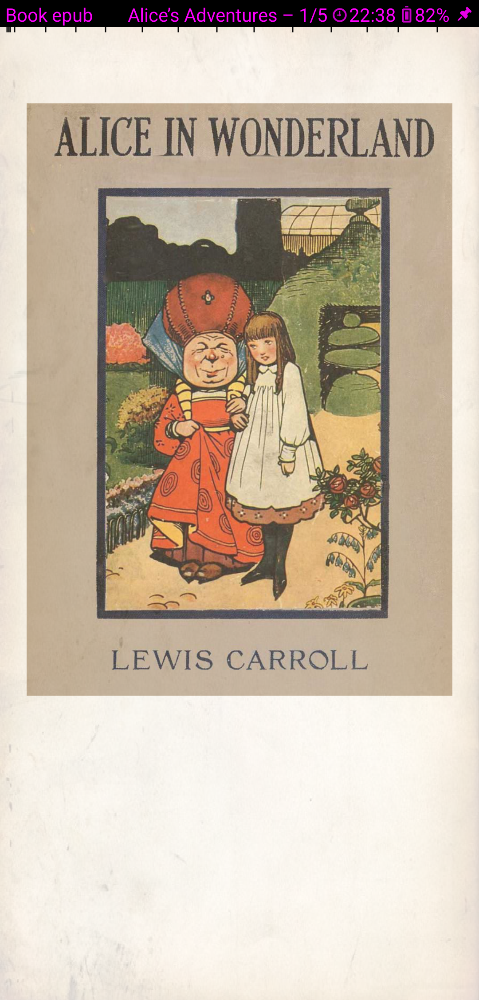 Book epub Alice’s Adventures – 1/5 22:38 82%
ALICE IN WONDERLAND
LEWIS CARROLL